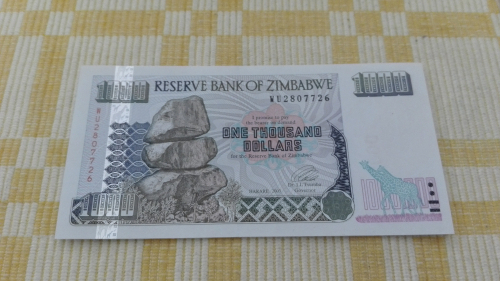 1000
RESERVE BANK OF ZIMBABWE
1000
WU2807726
I promise to pay
the bearer on demand
ONE THOUSAND
DOLLARS
for the Reserve Bank of Zimbabwe
WU2807726
HARARE 2003
GOVERNOR
1000